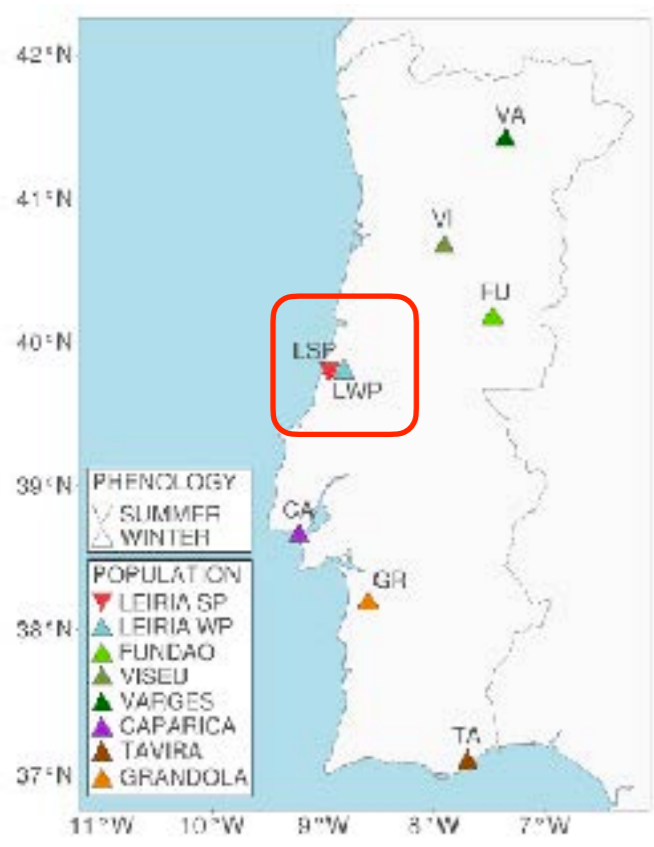 42°N
VA
41°N
VI
FU
40°N
LSP
LWP
39°N
PHENOLOGY
SUMMER
WINTER
CA
POPULATION
LEIRIA SP
LEIRIA WP
FUNDAO
VISEU
VARGES
CAPARICA
TAVIRA
GRANDOLA
GR
38°N
TA
37°N
11°W 10°W 9°W 8°W 7°W